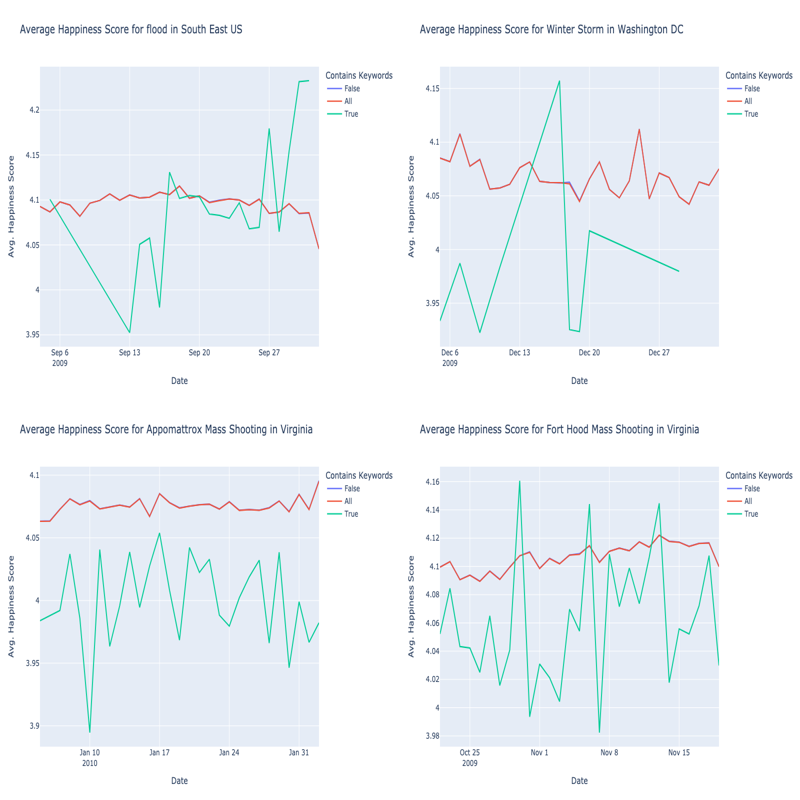 Average Happiness Score for flood in South East US
Contains Keywords
False
All
True
4.2
4.15
4.1
4.05
4
3.95
Avg. Happiness Score
Sep 6
2009
Sep 13
Sep 20
Sep 27
Date
Average Happiness Score for Winter Storm in Washington DC
Contains Keywords
False
All
True
4.15
4.1
4.05
4
3.95
Avg. Happiness Score
Dec 6
2009
Dec 13
Dec 20
Dec 27
Date
Average Happiness Score for Appomattrox Mass Shooting in Virginia
Contains Keywords
False
All
True
4.1
4.05
4
3.95
3.9
Avg. Happiness Score
Jan 10
2010
Jan 17
Jan 24
Jan 31
Date
Average Happiness Score for Fort Hood Mass Shooting in Virginia
Contains Keywords
False
All
True
4.16
4.14
4.12
4.1
4.08
4.06
4.04
4.02
4
3.98
Avg. Happiness Score
Oct 25
2009
Nov 1
Nov 8
Nov 15
Date